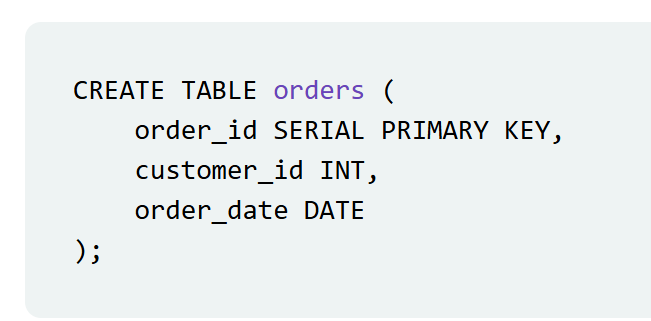 CREATE TABLE orders (
    order_id SERIAL PRIMARY KEY,
    customer_id INT,
    order_date DATE
);